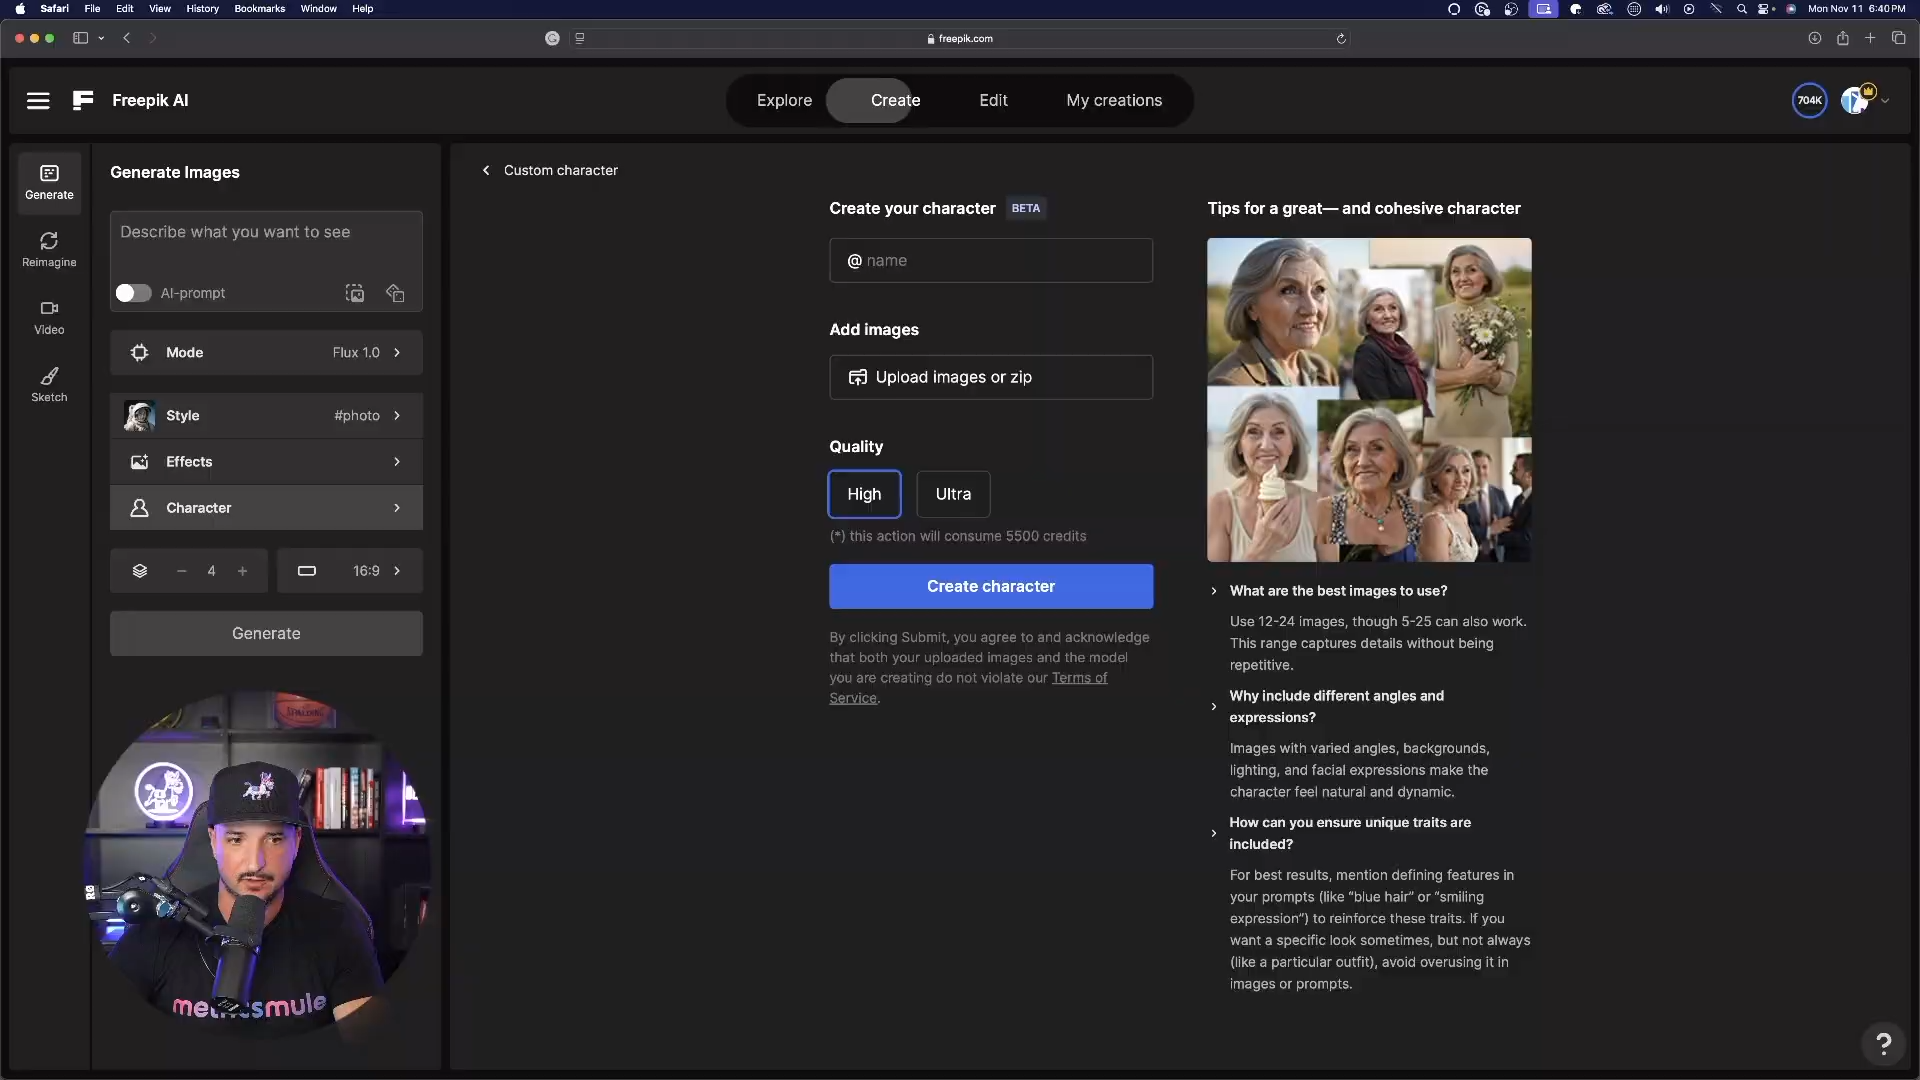 Safari File Edit View History Bookmarks Window Help
Mon Nov 11 6:40 PM
freepik.com
Freepik AI
Explore Create Edit My creations
704K
Generate
Reimagine
Video
Sketch
Generate Images
Describe what you want to see
AI-prompt
Mode Flux 1.0
Style #photo
Effects
Character
4 16:9
Generate
SPALDING
metricsmule
Custom character
Create your character BETA
@ name
Add images
Upload images or zip
Quality
High Ultra
(*) this action will consume 5500 credits
Create character
By clicking Submit, you agree to and acknowledge
that both your uploaded images and the model
you are creating do not violate our Terms of
Service.
Tips for a great— and cohesive character
What are the best images to use?
Use 12-24 images, though 5-25 can also work.
This range captures details without being
repetitive.
Why include different angles and
expressions?
Images with varied angles, backgrounds,
lighting, and facial expressions make the
character feel natural and dynamic.
How can you ensure unique traits are
included?
For best results, mention defining features in
your prompts (like “blue hair” or “smiling
expression”) to reinforce these traits. If you
want a specific look sometimes, but not always
(like a particular outfit), avoid overusing it in
images or prompts.
?